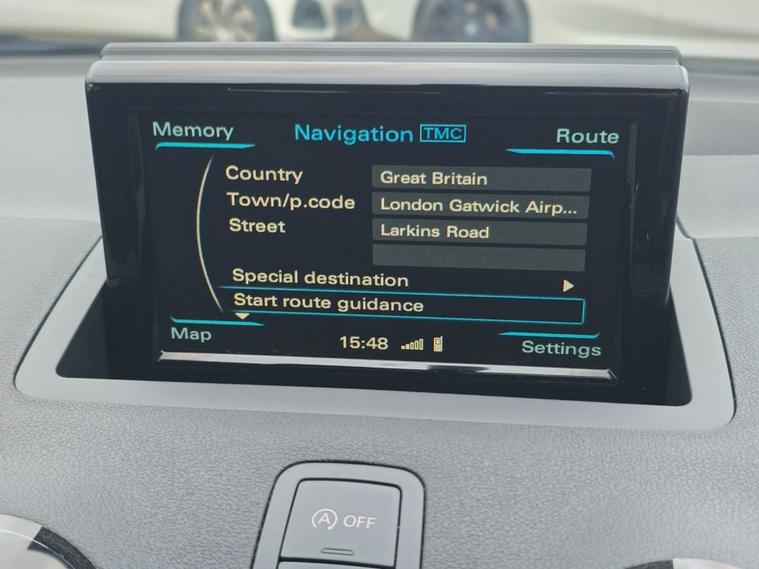 Memory
Navigation TMC
Route
Country Great Britain
Town/p.code London Gatwick Airp...
Street Larkins Road
Special destination
Start route guidance
Map
15:48
Settings
A OFF